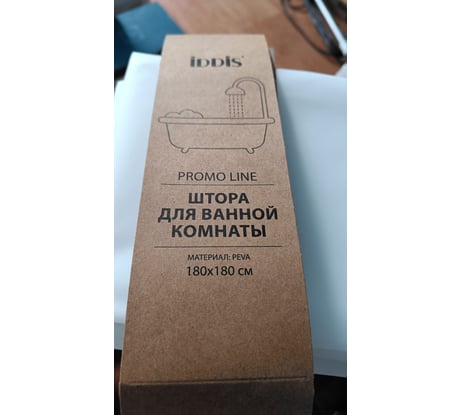 iDDiS
PROMO LINE
ШТОРА
ДЛЯ ВАННОЙ
КОМНАТЫ
МАТЕРИАЛ: PEVA
180x180 см